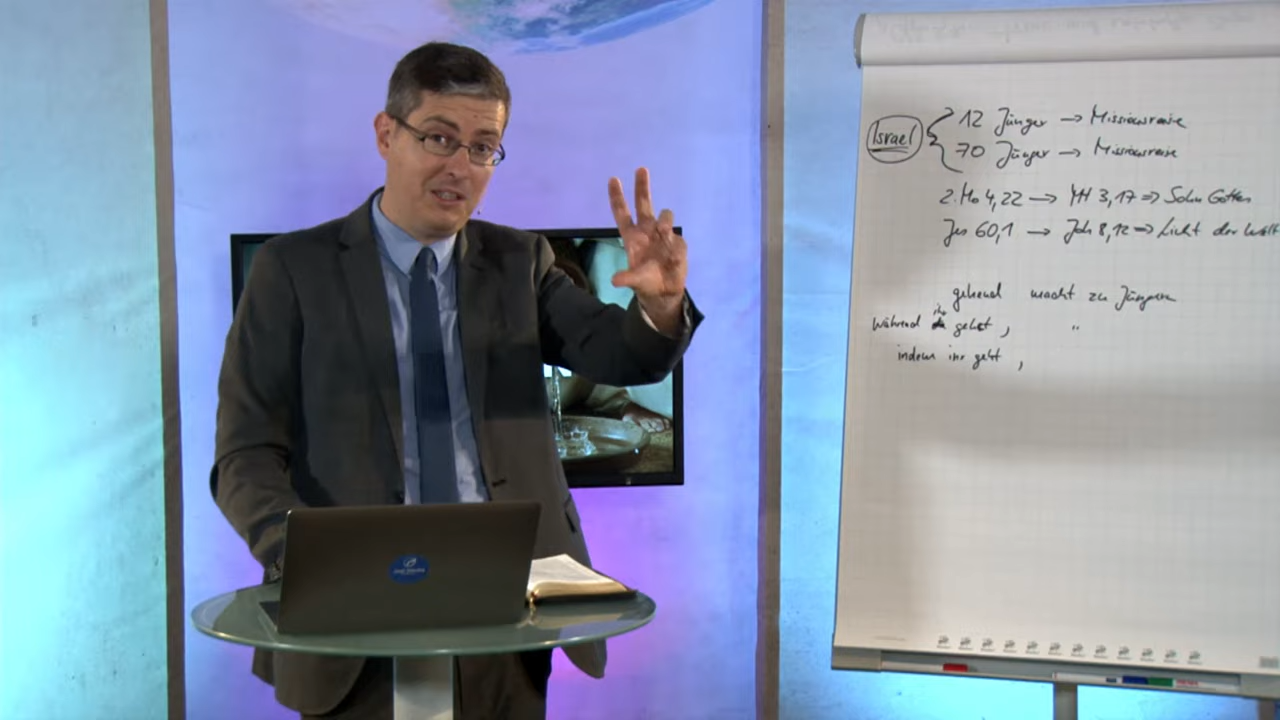 Israel
12 Jünger → Missionsreise
70 Jünger → Missionsreise
2. Mo 4,22 → Mt 3,17 ⇒ Sohn Gottes
Jes 60,1 → Joh 8,12 ⇒ Licht der Welt
gehend macht zu Jüngern
Während ihr geht, "
indem ihr geht,